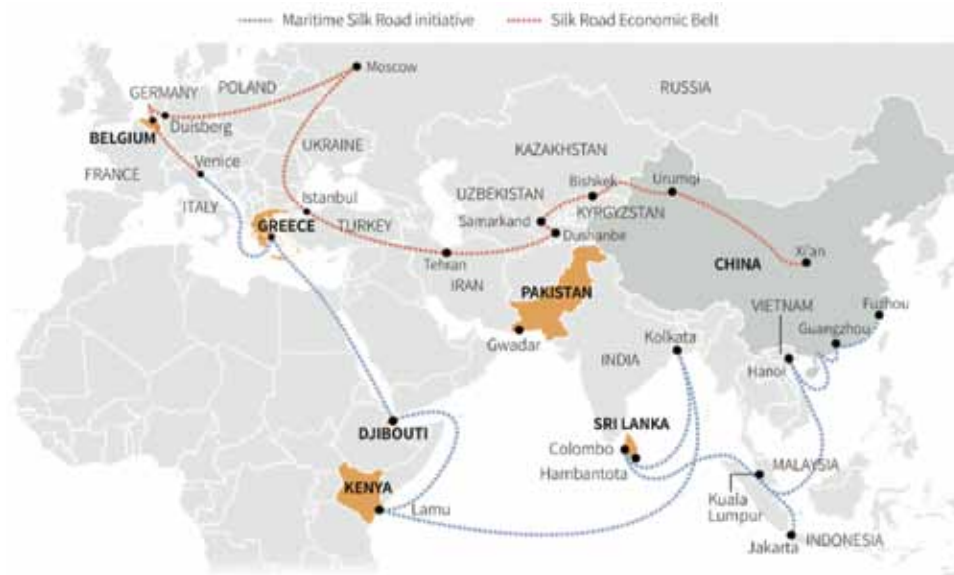 Maritime Silk Road initiative
Silk Road Economic Belt
Moscow
RUSSIA
POLAND
GERMANY
Duisberg
BELGIUM
UKRAINE
KAZAKHSTAN
Venice
FRANCE
Bishkek
Urumqi
UZBEKISTAN
Istanbul
ITALY
KYRGYZSTAN
Samarkand
GREECE
TURKEY
Dushanbe
Xi'an
Tehran
CHINA
IRAN
PAKISTAN
VIETNAM
Fuzhou
Guangzhou
Gwadar
Kolkata
INDIA
Hanoi
SRI LANKA
DJIBOUTI
Colombo
Hambantota
MALAYSIA
KENYA
Lamu
Kuala
Lumpur
INDONESIA
Jakarta